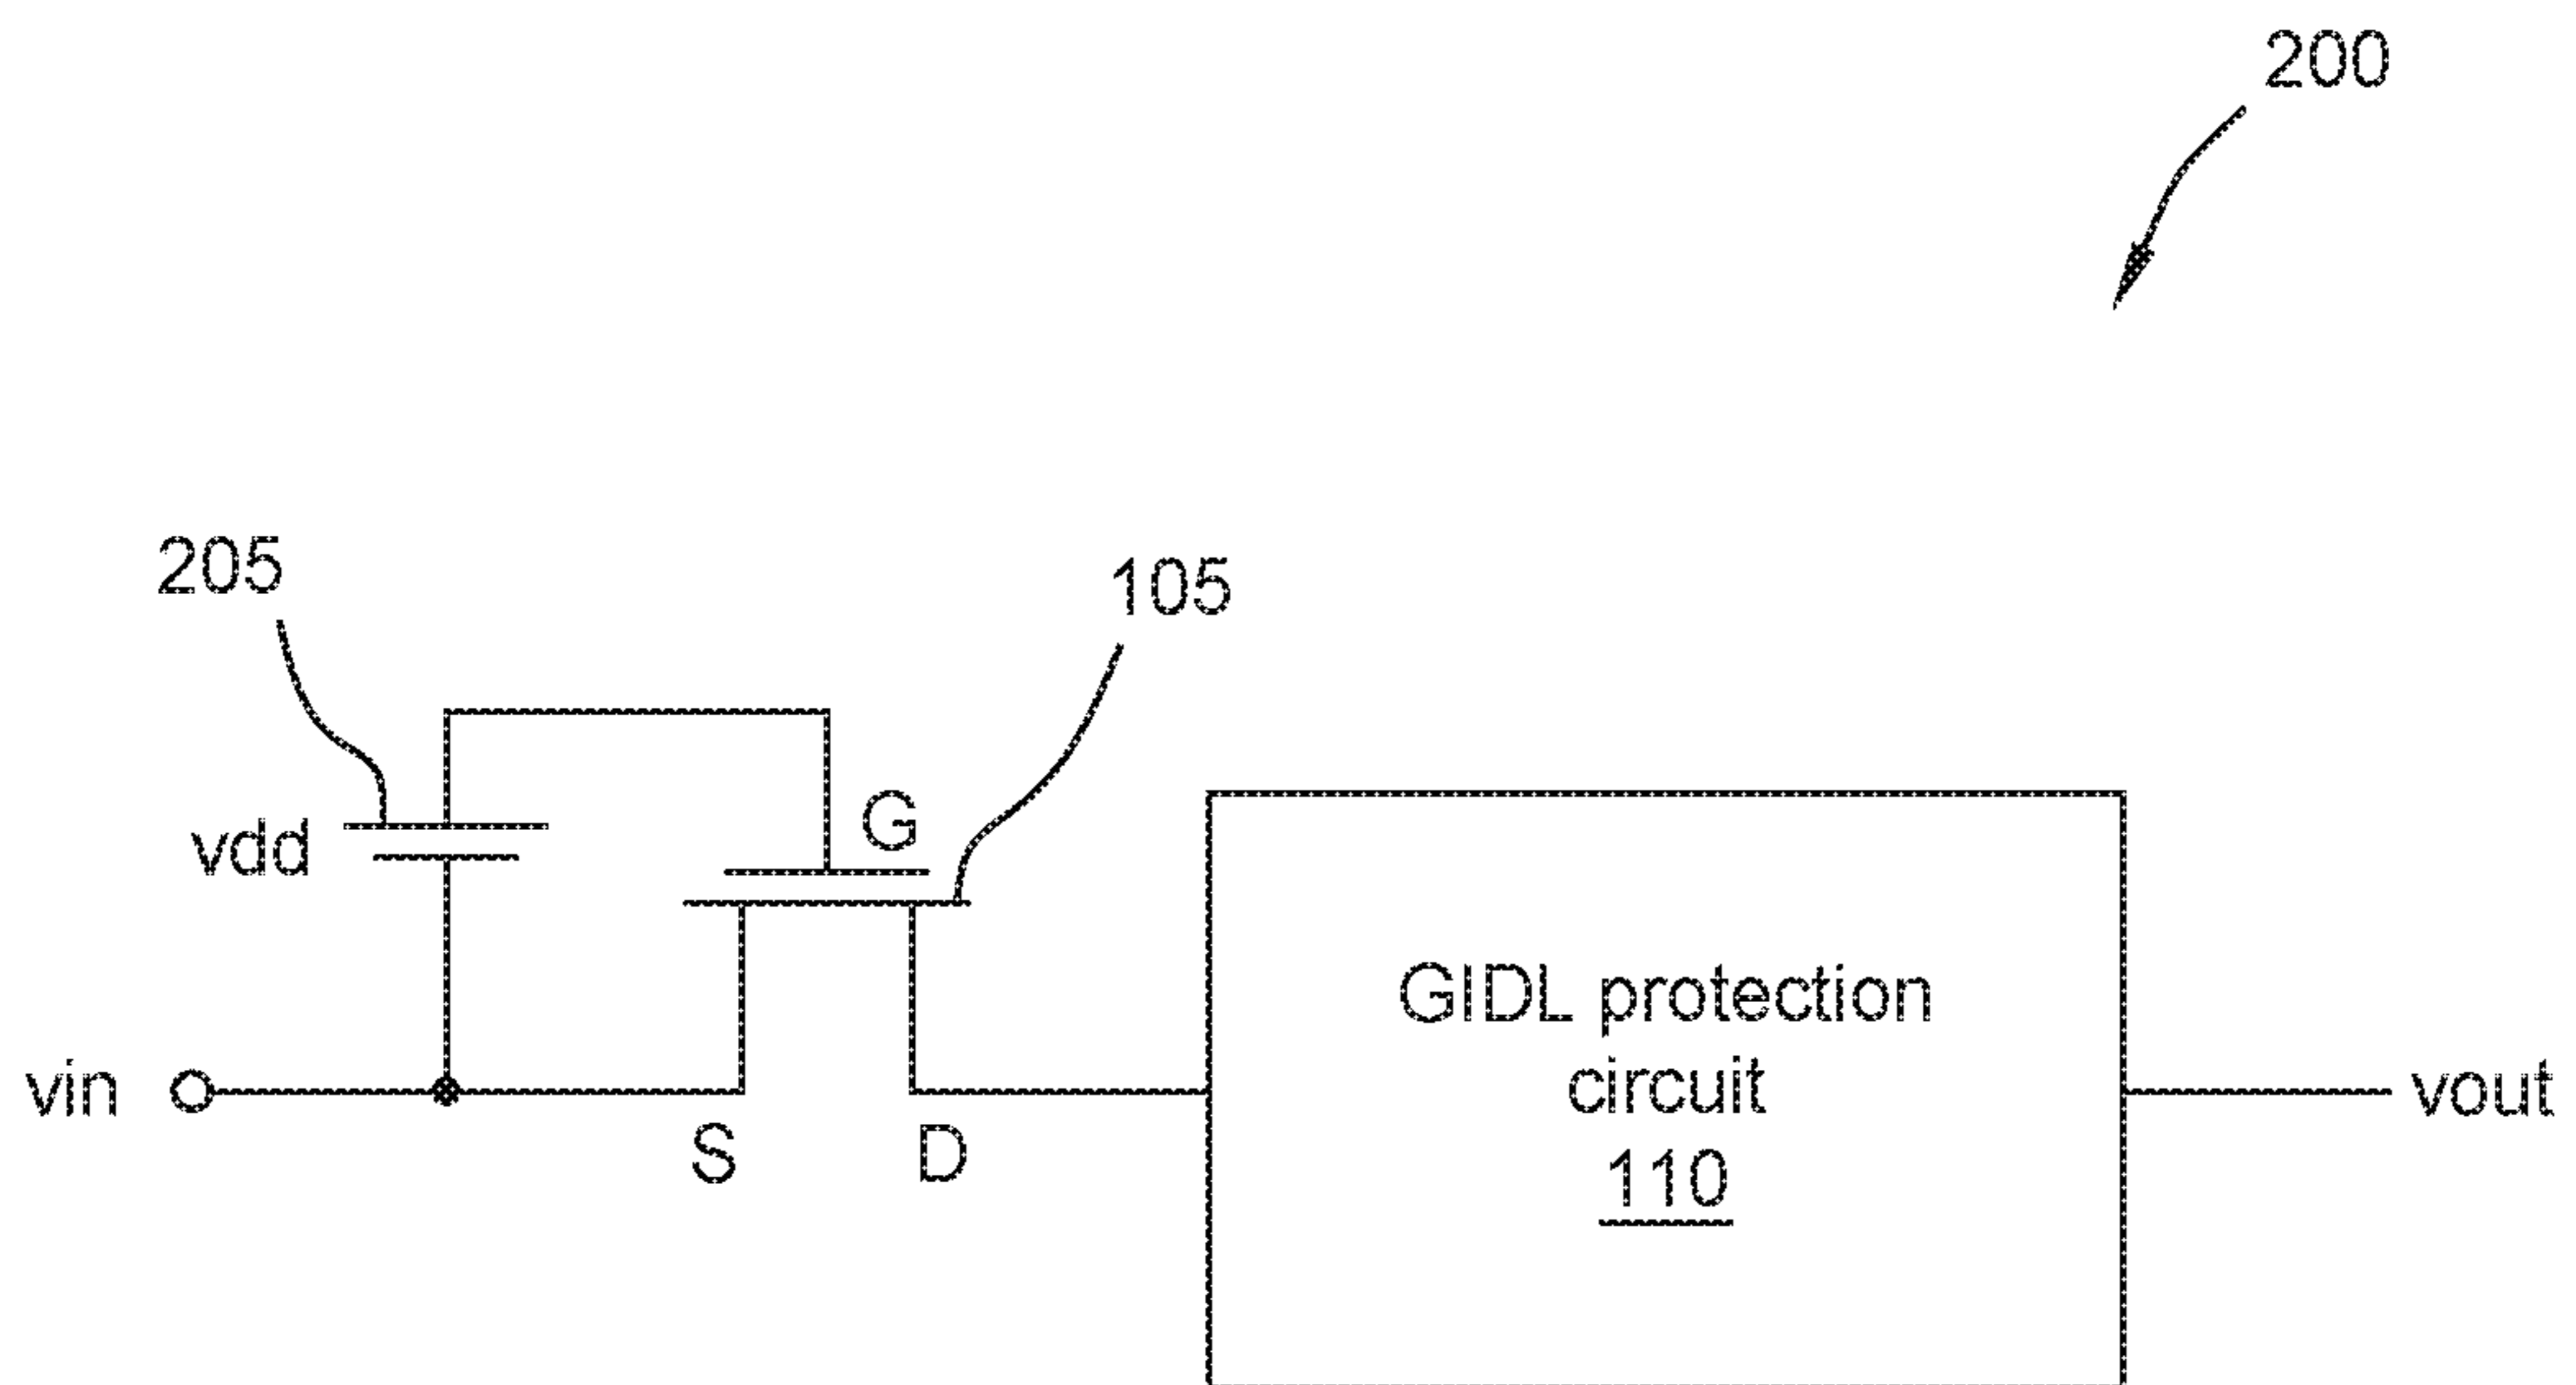 200
205
105
vdd
G
GIDL protection
circuit
110
vin
S
D
vout